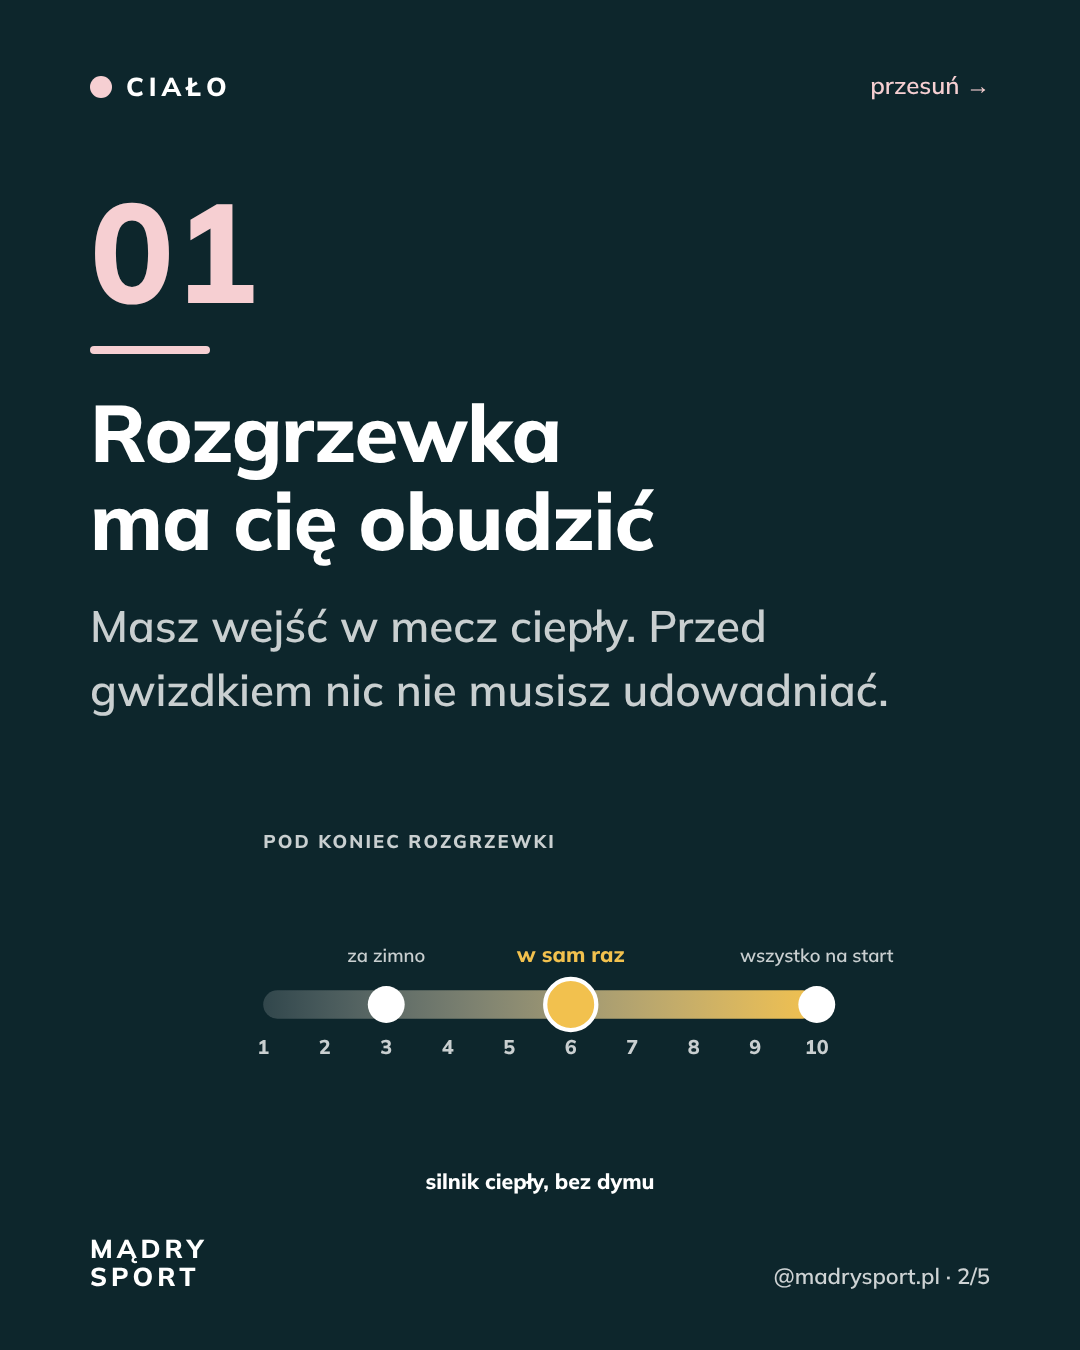 CIAŁO
przesuń →
01
Rozgrzewka
ma cię obudzić
Masz wejść w mecz ciepły. Przed
gwizdkiem nic nie musisz udowadniać.
POD KONIEC ROZGRZEWKI
za zimno w sam raz wszystko na start
1 2 3 4 5 6 7 8 9 10
silnik ciepły, bez dymu
MĄDRY
SPORT
@madrysport.pl · 2/5